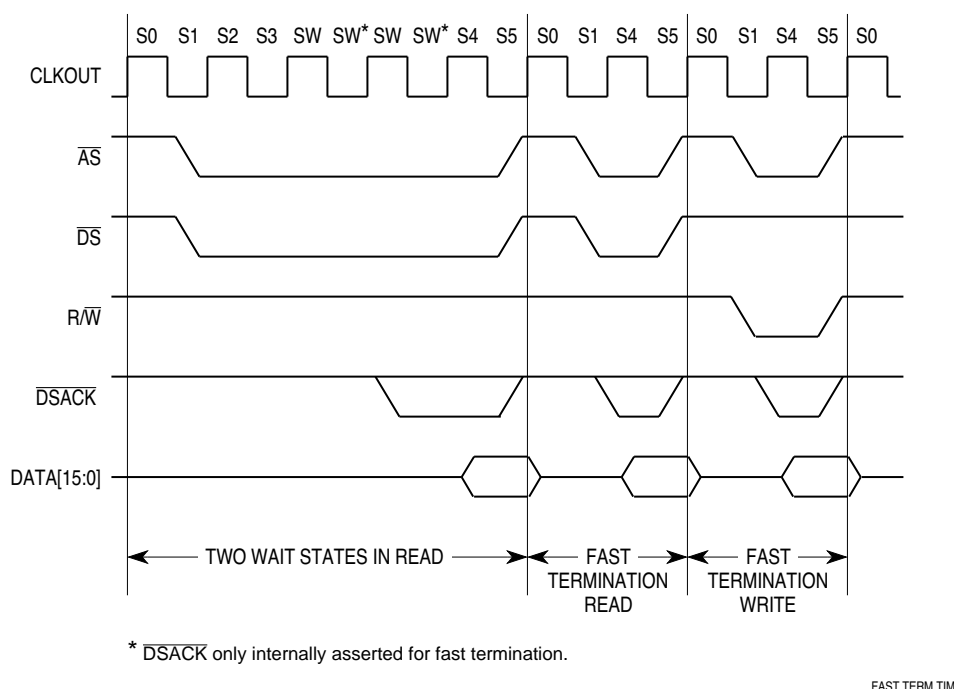 S0 S1 S2 S3 SW SW* SW SW* S4 S5 S0 S1 S4 S5 S0 S1 S4 S5 S0
CLKOUT
AS
DS
R/W
DSACK
DATA[15:0]
TWO WAIT STATES IN READ
FAST
TERMINATION
READ
FAST
TERMINATION
WRITE
* DSACK only internally asserted for fast termination.
FAST TERM TIM